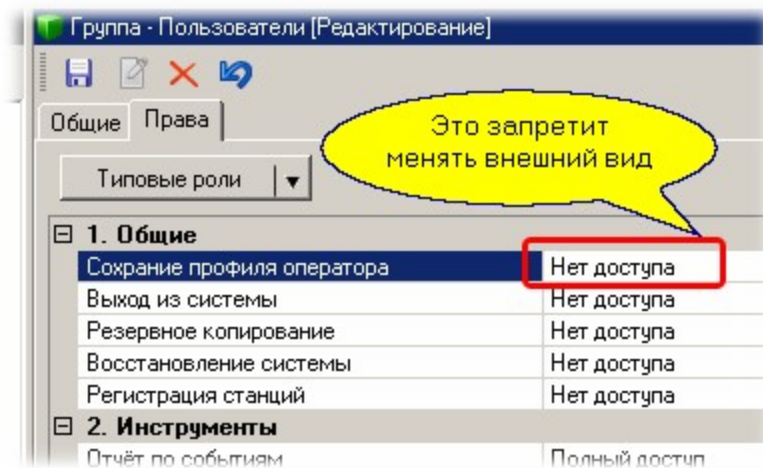 Группа - Пользователи [Редактирование]
Общие Права
Это запретит
менять внешний вид
Типовые роли
1. Общие
Сохрание профиля оператора Нет доступа
Выход из системы Нет доступа
Резервное копирование Нет доступа
Восстановление системы Нет доступа
Регистрация станций Нет доступа
2. Инструменты
Отчёт по событиям Полный доступ